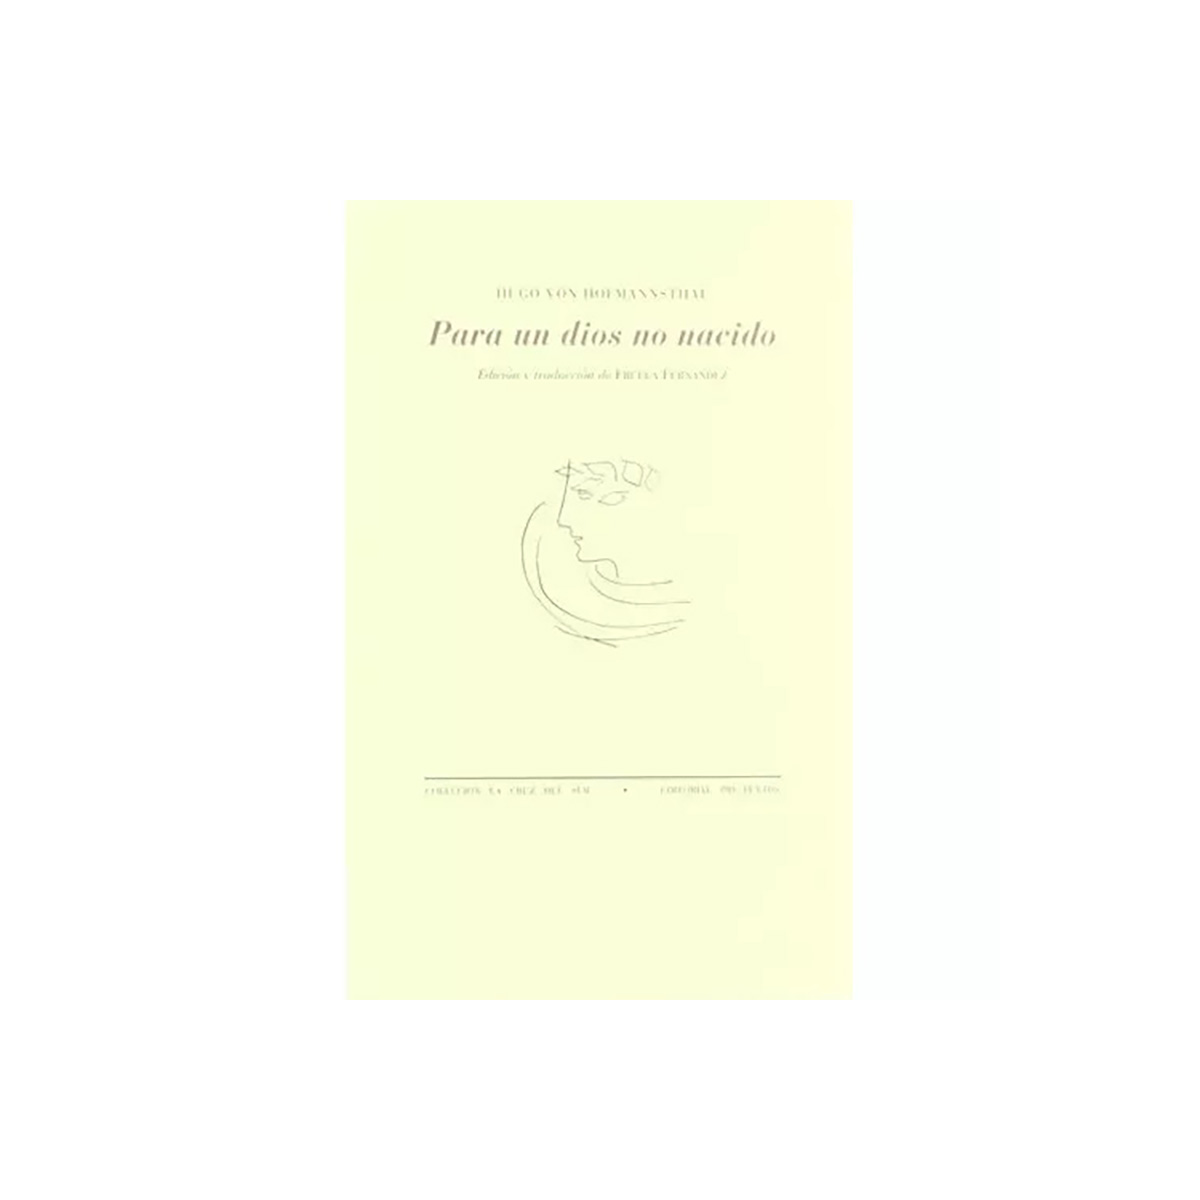 HUGO VON HOFMANNSTHAL
Para un dios no nacido
Edición y traducción de FRUELA FERNÁNDEZ
COLECCIÓN LA CRUZ DEL SUR • EDITORIAL PRE-TEXTOS